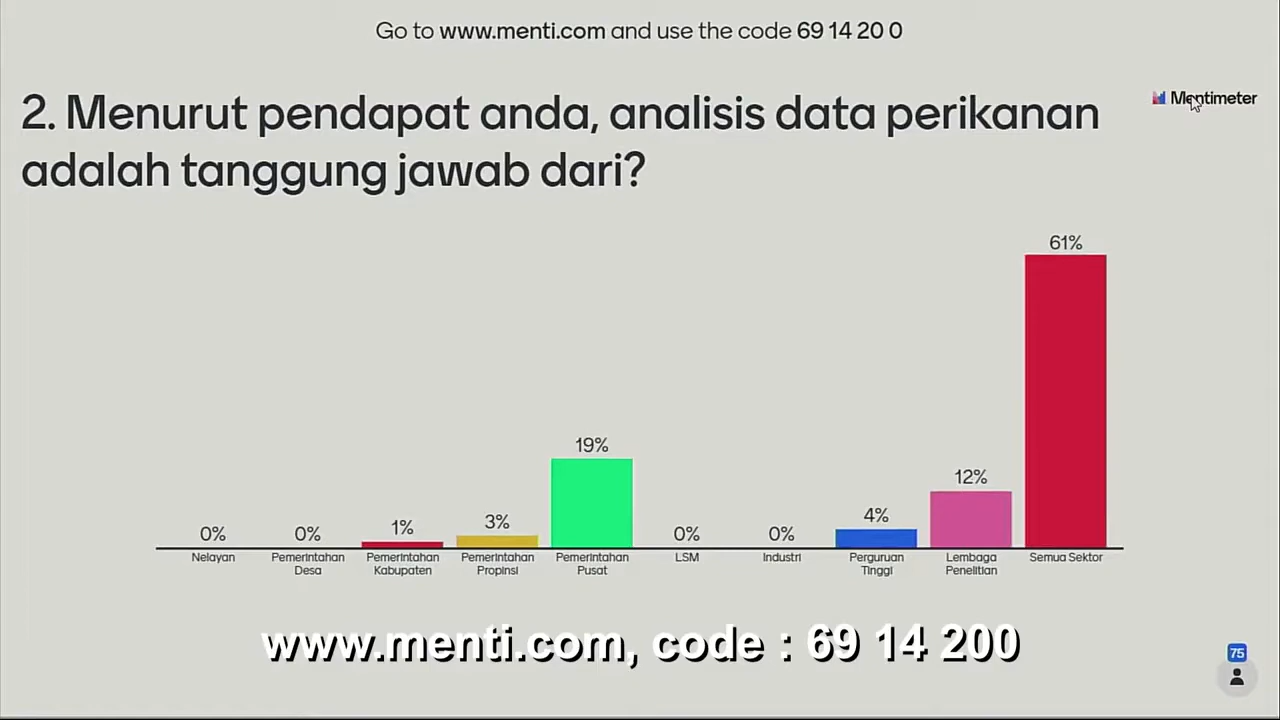 Go to www.menti.com and use the code 69 14 20 0
Mentimeter
2. Menurut pendapat anda, analisis data perikanan
adalah tanggung jawab dari?
61%
19%
12%
4%
3%
1%
0%
0%
0%
0%
Nelayan
Pemerintahan
Desa
Pemerintahan
Kabupaten
Pemerintahan
Propinsi
Pemerintahan
Pusat
LSM
Industri
Perguruan
Tinggi
Lembaga
Penelitian
Semua Sektor
www.menti.com, code : 69 14 200
75